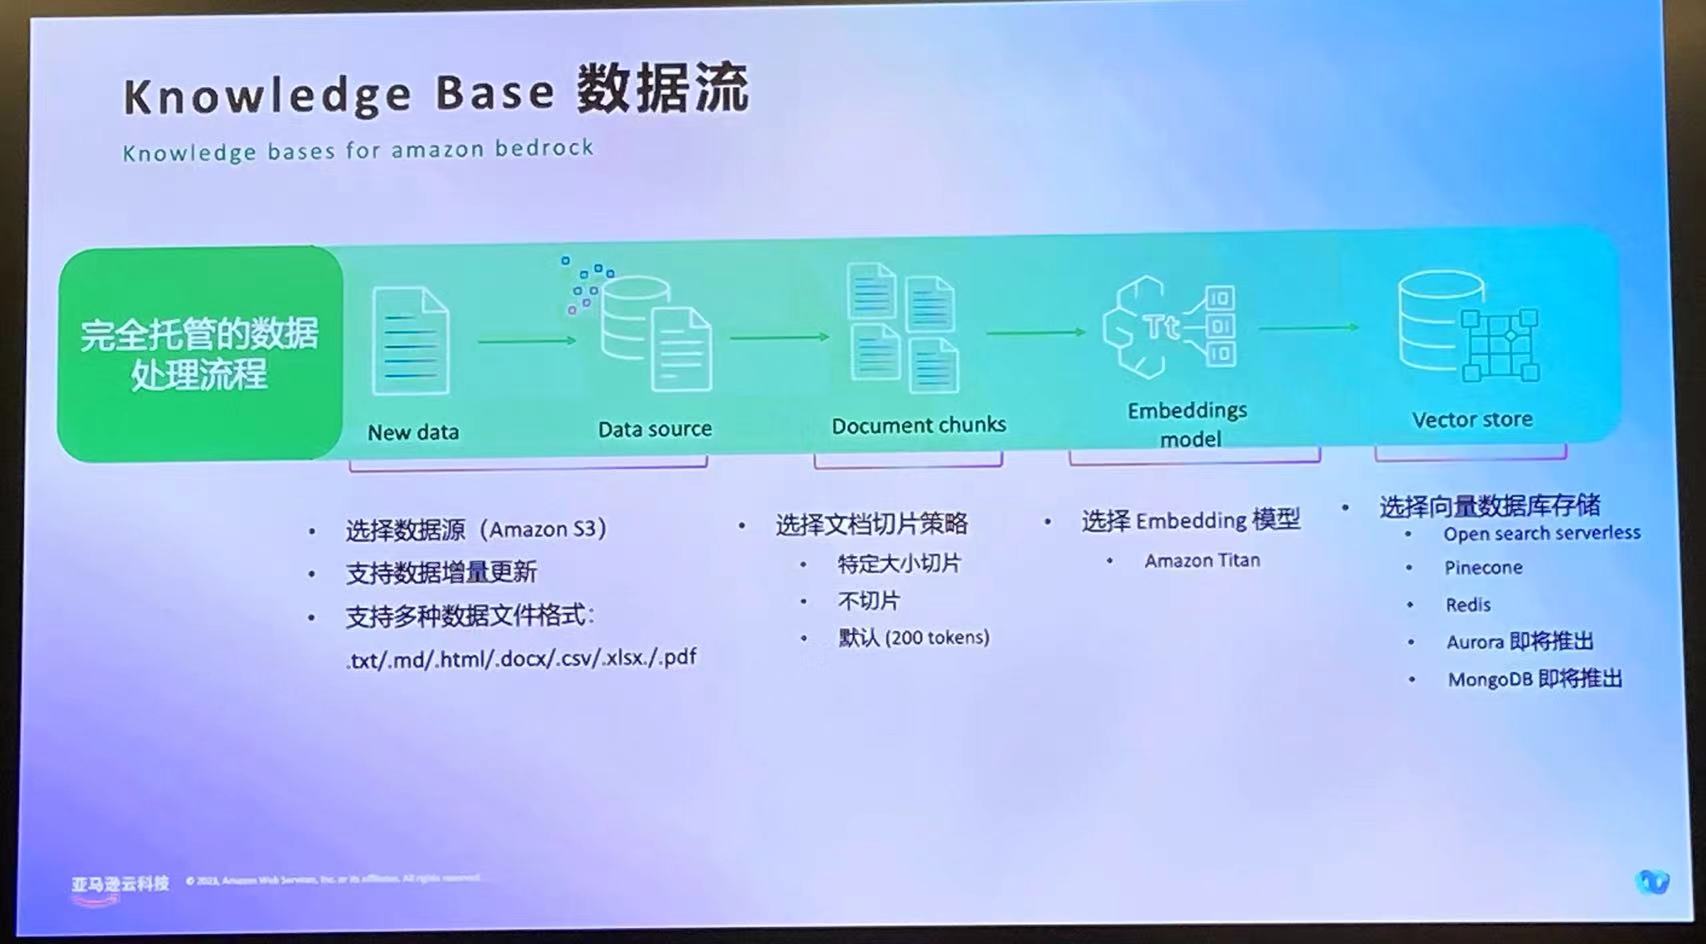 Knowledge Base 数据流
Knowledge bases for amazon bedrock
完全托管的数据
处理流程
New data
Data source
Document chunks
Tt
Embeddings
model
Vector store
• 选择数据源（Amazon S3）
• 支持数据增量更新
• 支持多种数据文件格式：
.txt/.md/.html/.docx/.csv/.xlsx./.pdf
• 选择文档切片策略
• 特定大小切片
• 不切片
• 默认 (200 tokens)
• 选择 Embedding 模型
• Amazon Titan
• 选择向量数据库存储
• Open search serverless
• Pinecone
• Redis
• Aurora 即将推出
• MongoDB 即将推出
亚马逊云科技
© 2023, Amazon Web Services, Inc. or its affiliates. All rights reserved.